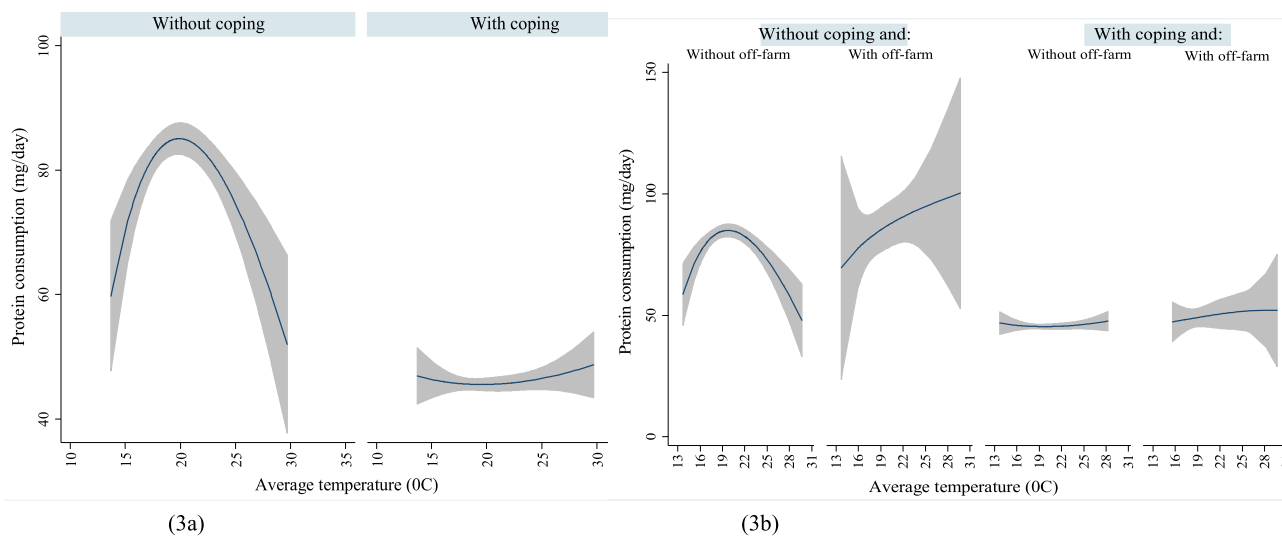 Without coping
With coping
Protein consumption (mg/day)
100
80
60
40
10 15 20 25 30 35
10 15 20 25 30
Average temperature (0C)
(3a)
Without coping and:
With coping and:
Without off-farm
With off-farm
Without off-farm
With off-farm
Protein consumption (mg/day)
150
100
50
0
13 16 19 22 25 28 31
13 16 19 22 25 28 31
13 16 19 22 25 28 31
13 16 19 22 25 28
Average temperature (0C)
(3b)